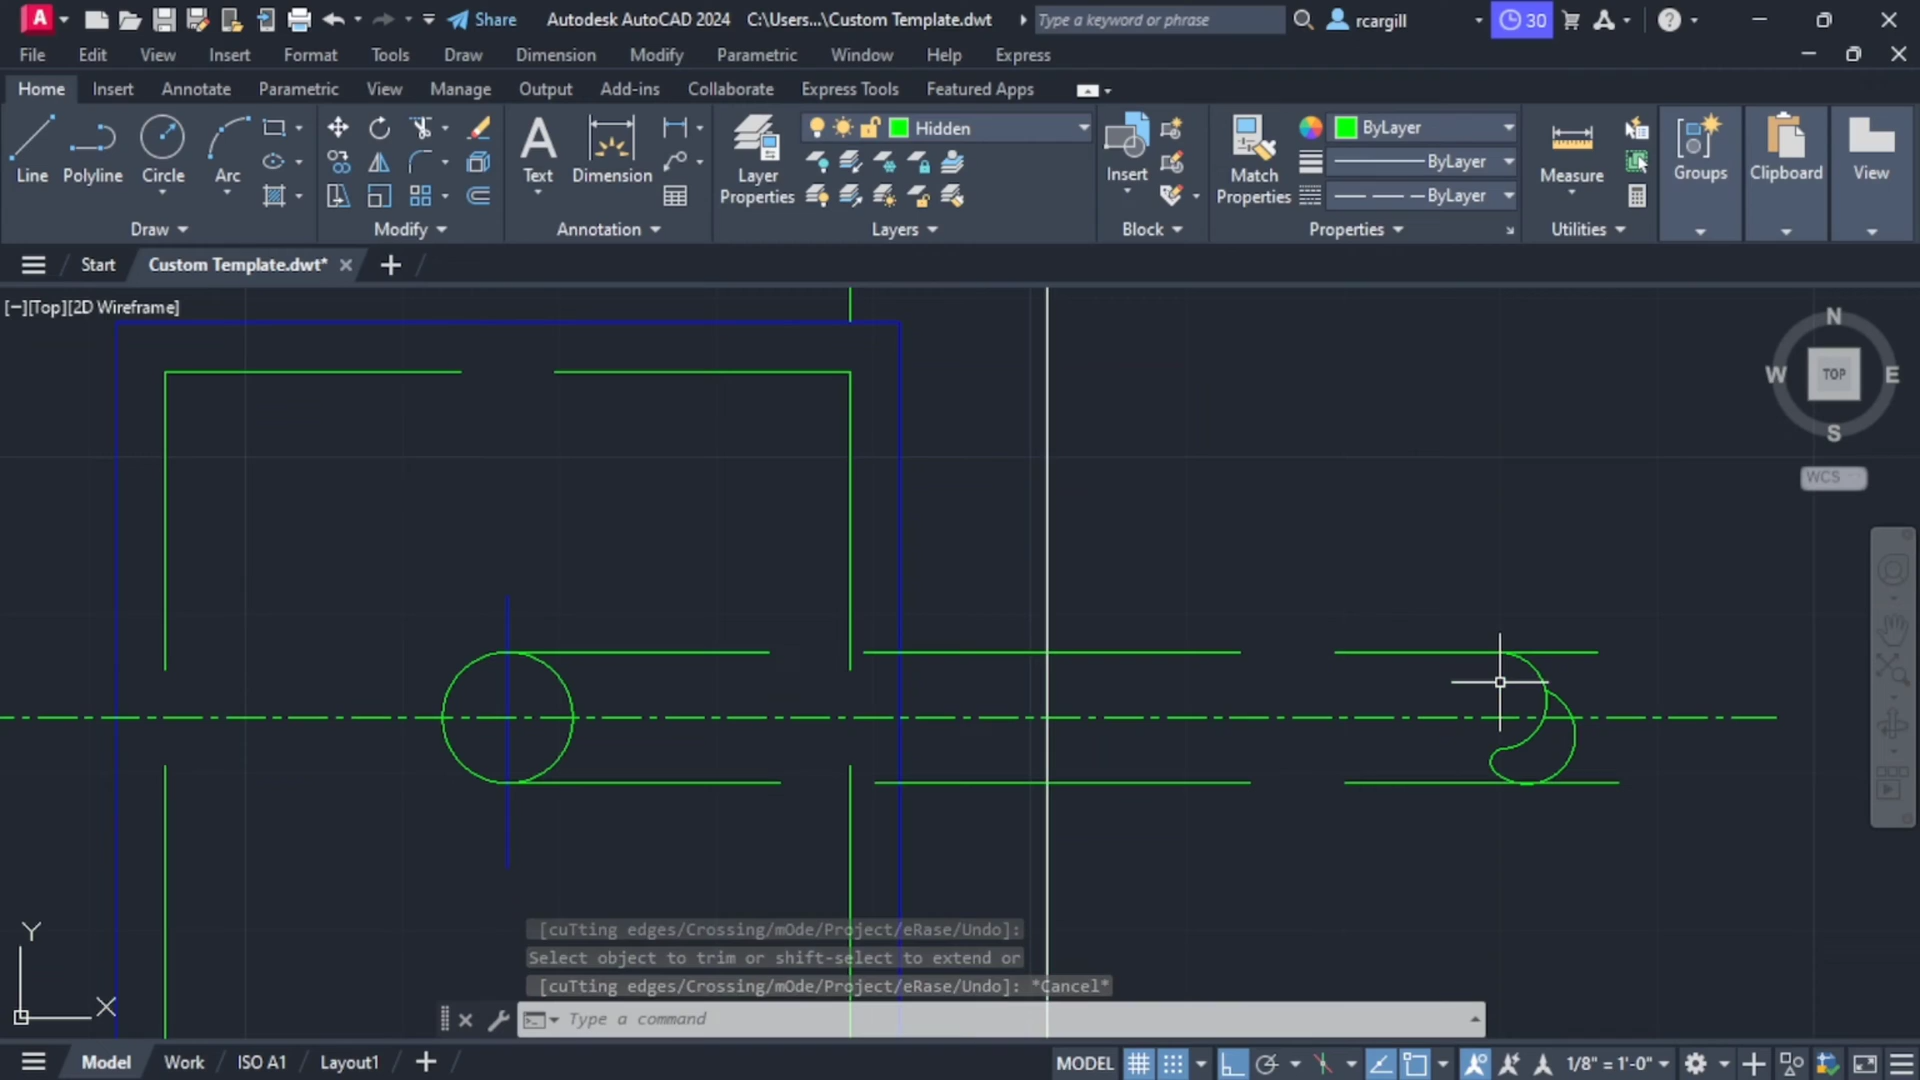 Share Autodesk AutoCAD 2024 C:\Users...\Custom Template.dwt Type a keyword or phrase rcargill 30
File Edit View Insert Format Tools Draw Dimension Modify Parametric Window Help Express
Home Insert Annotate Parametric View Manage Output Add-ins Collaborate Express Tools Featured Apps
Hidden ByLayer
ByLayer
ByLayer
Line Polyline Circle Arc Text Dimension Layer Properties Insert Match Properties Measure Groups Clipboard View
Draw Modify Annotation Layers Block Properties Utilities
Start Custom Template.dwt*
[−][Top][2D Wireframe]
N
W TOP E
S
WCS
Y
X
[cuTting edges/Crossing/mOde/Project/eRase/Undo]:
Select object to trim or shift-select to extend or
[cuTting edges/Crossing/mOde/Project/eRase/Undo]: *Cancel*
Type a command
Model Work ISO A1 Layout1 MODEL 1/8" = 1'-0"